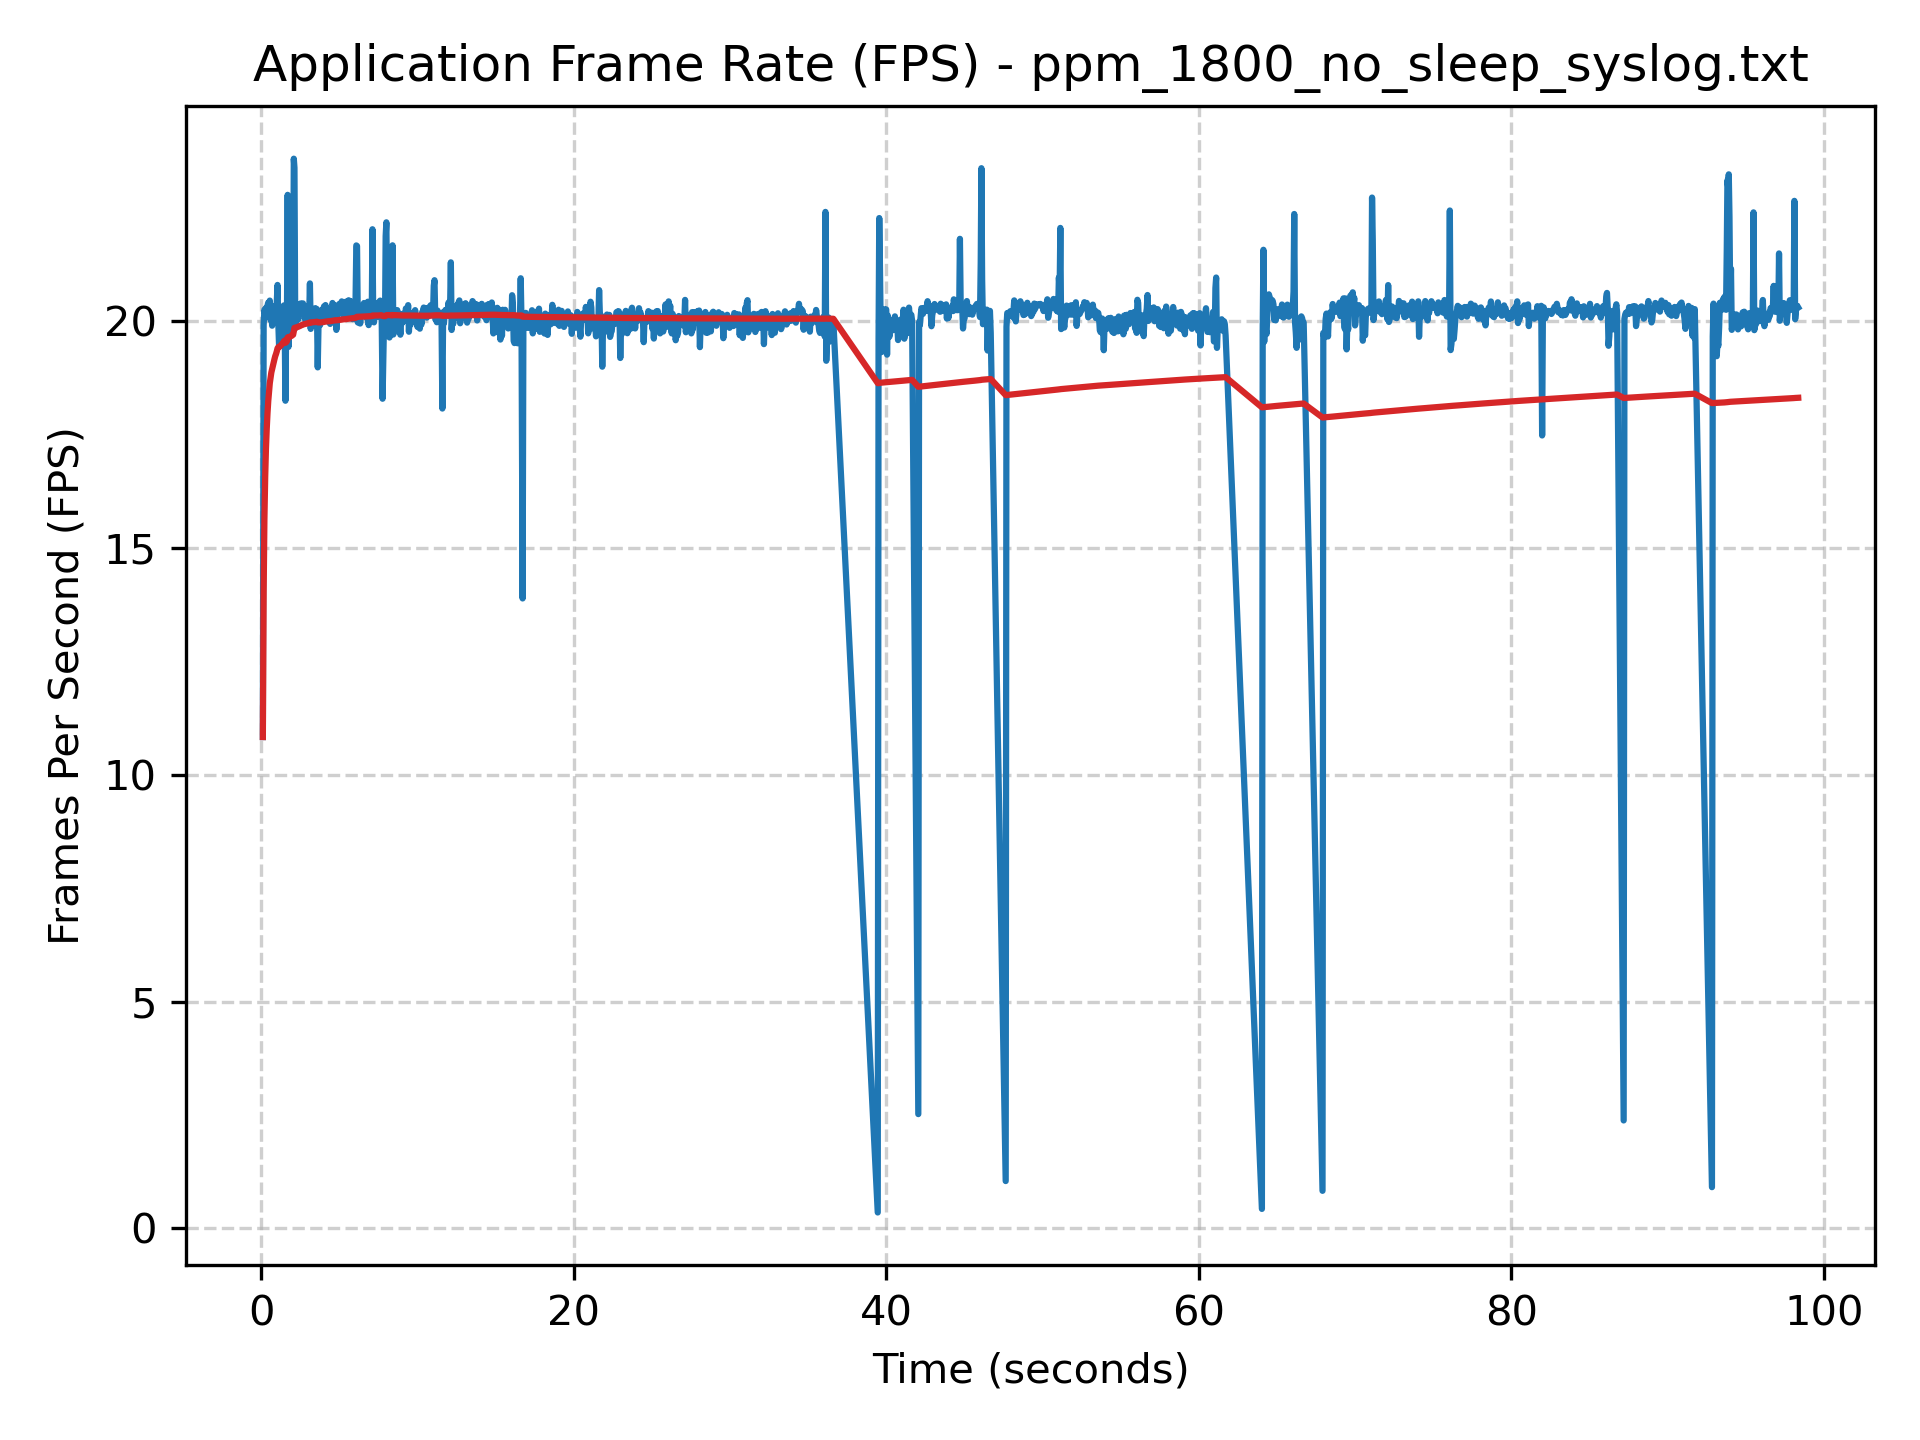 Application Frame Rate (FPS) - ppm_1800_no_sleep_syslog.txt
Frames Per Second (FPS)
20
15
10
5
0
0 20 40 60 80 100
Time (seconds)